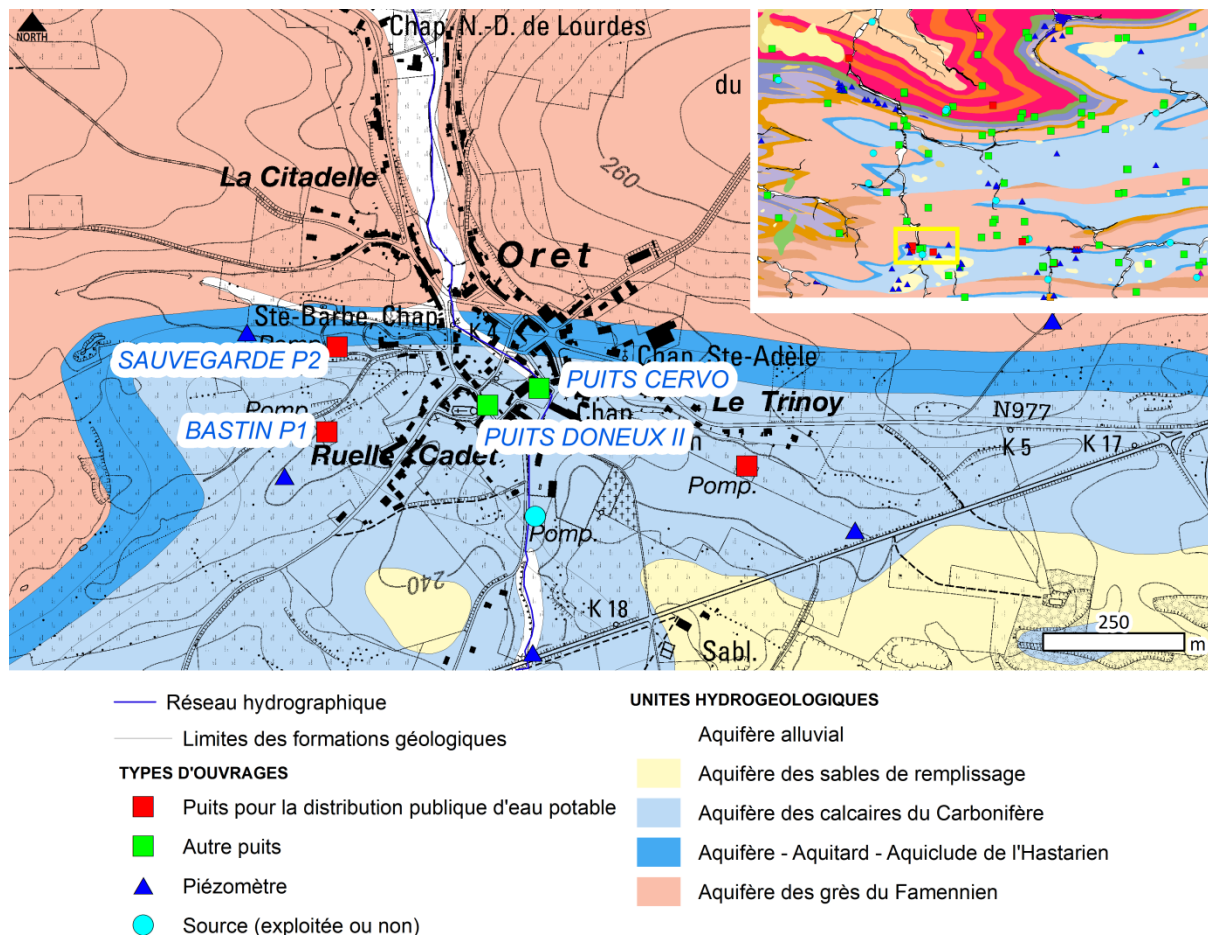 NORTH
Chap. N.-D. de Lourdes
du
La Citadelle
260
Oret
Ste-Barbe Chap.
K 4
Pomp.
SAUVEGARDE P2
Chap. Ste-Adèle
PUITS CERVO
Le Trinoy
Pomp.
BASTIN P1
Chap.
N977
PUITS DONEUX II
Ruelle Cadet
K 5
K 17
Pomp.
Pomp.
240
K 18
Sabl.
250
m
Réseau hydrographique
Limites des formations géologiques
TYPES D'OUVRAGES
Puits pour la distribution publique d'eau potable
Autre puits
Piézomètre
Source (exploitée ou non)
UNITES HYDROGEOLOGIQUES
Aquifère alluvial
Aquifère des sables de remplissage
Aquifère des calcaires du Carbonifère
Aquifère - Aquitard - Aquiclude de l'Hastarien
Aquifère des grès du Famennien